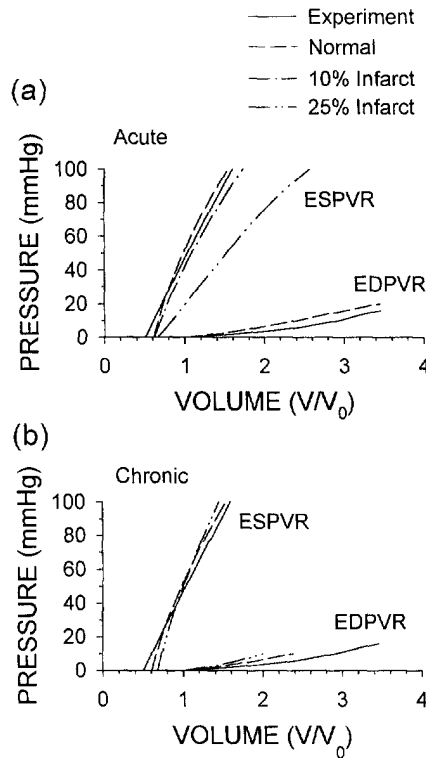 Experiment
Normal
10% Infarct
25% Infarct
(a)
Acute
100
80
60
40
20
0
PRESSURE (mmHg)
ESPVR
EDPVR
0 1 2 3 4
VOLUME (V/V0)
(b)
Chronic
100
80
60
40
20
0
PRESSURE (mmHg)
ESPVR
EDPVR
0 1 2 3 4
VOLUME (V/V0)